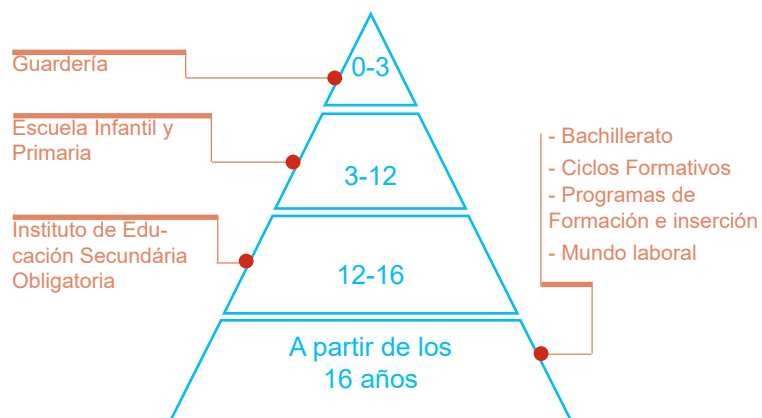 0-3
Guardería
Escuela Infantil y
Primaria
3-12
Instituto de Edu-
cación Secundária
Obligatoria
12-16
A partir de los
16 años
- Bachillerato
- Ciclos Formativos
- Programas de
Formación e inserción
- Mundo laboral